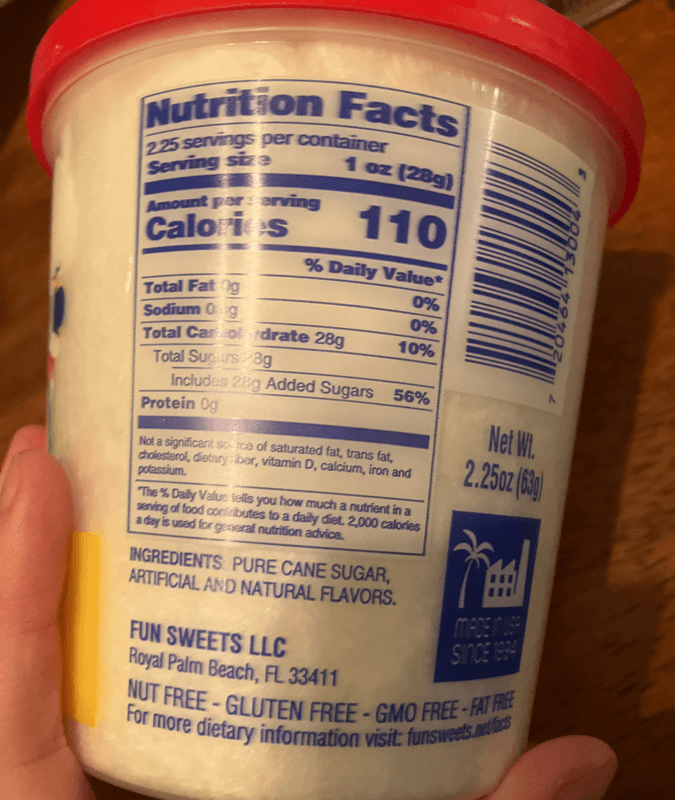 Nutrition Facts
2.25 servings per container
Serving size 1 oz (28g)
Amount per serving
Calories 110
% Daily Value*
Total Fat 0g 0%
Sodium 0 g 0%
Total Carbohydrate 28g 10%
Total Sugars 8g
Includes 28g Added Sugars 56%
Protein 0g
Not a significant source of saturated fat, trans fat,
cholesterol, dietary fiber, vitamin D, calcium, iron and
potassium.
*The % Daily Value tells you how much a nutrient in a
serving of food contributes to a daily diet. 2,000 calories
a day is used for general nutrition advice.
INGREDIENTS: PURE CANE SUGAR,
ARTIFICIAL AND NATURAL FLAVORS.
FUN SWEETS LLC
Royal Palm Beach, FL 33411
NUT FREE - GLUTEN FREE - GMO FREE - FAT FREE
For more dietary information visit: funsweets.net/facts
7 20464 13004 3
Net Wt.
2.25oz (63g)
MADE IN USA
SINCE 1994